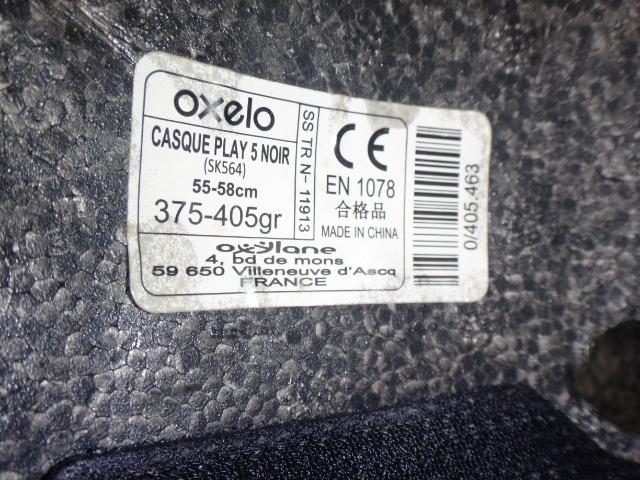 oxelo
CASQUE PLAY 5 NOIR
(SK564)
55-58cm
375-405gr
SS TR N- 11913
CE
EN 1078
合格品
MADE IN CHINA
0/405.463
oxylane
4, bd de mons
59 650 Villeneuve d'Ascq
FRANCE